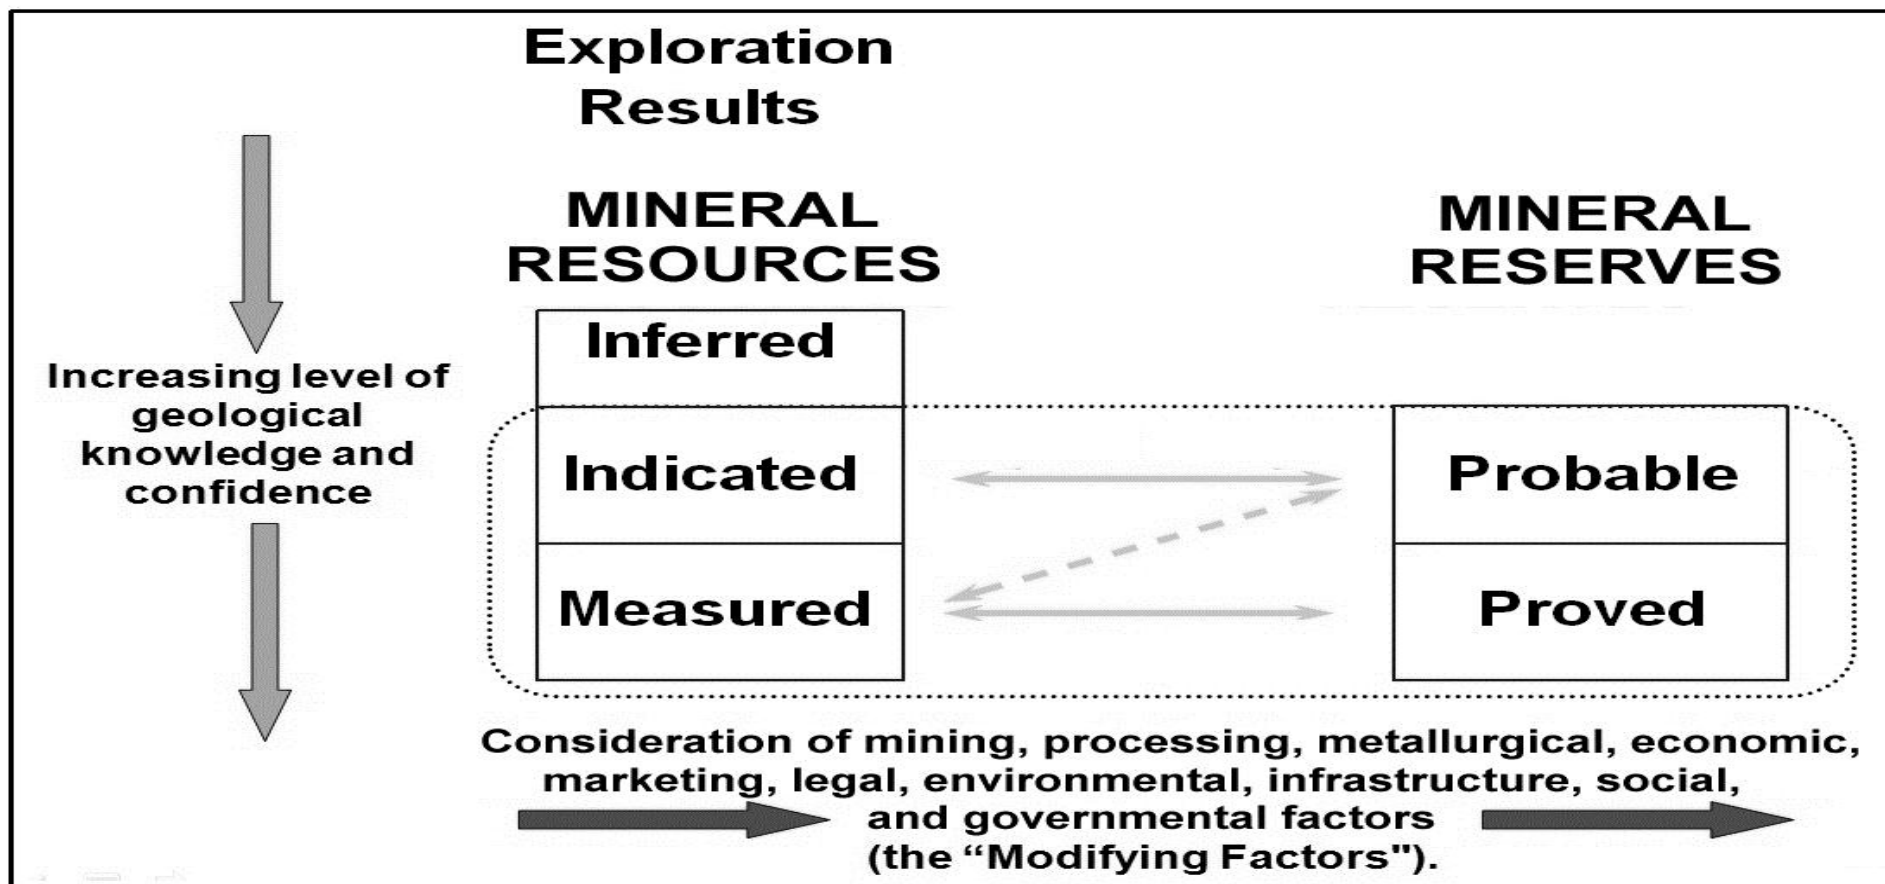 Exploration
Results
MINERAL
RESOURCES
MINERAL
RESERVES
Increasing level of
geological
knowledge and
confidence
Inferred
Indicated
Measured
Probable
Proved
Consideration of mining, processing, metallurgical, economic,
marketing, legal, environmental, infrastructure, social,
and governmental factors
(the “Modifying Factors").